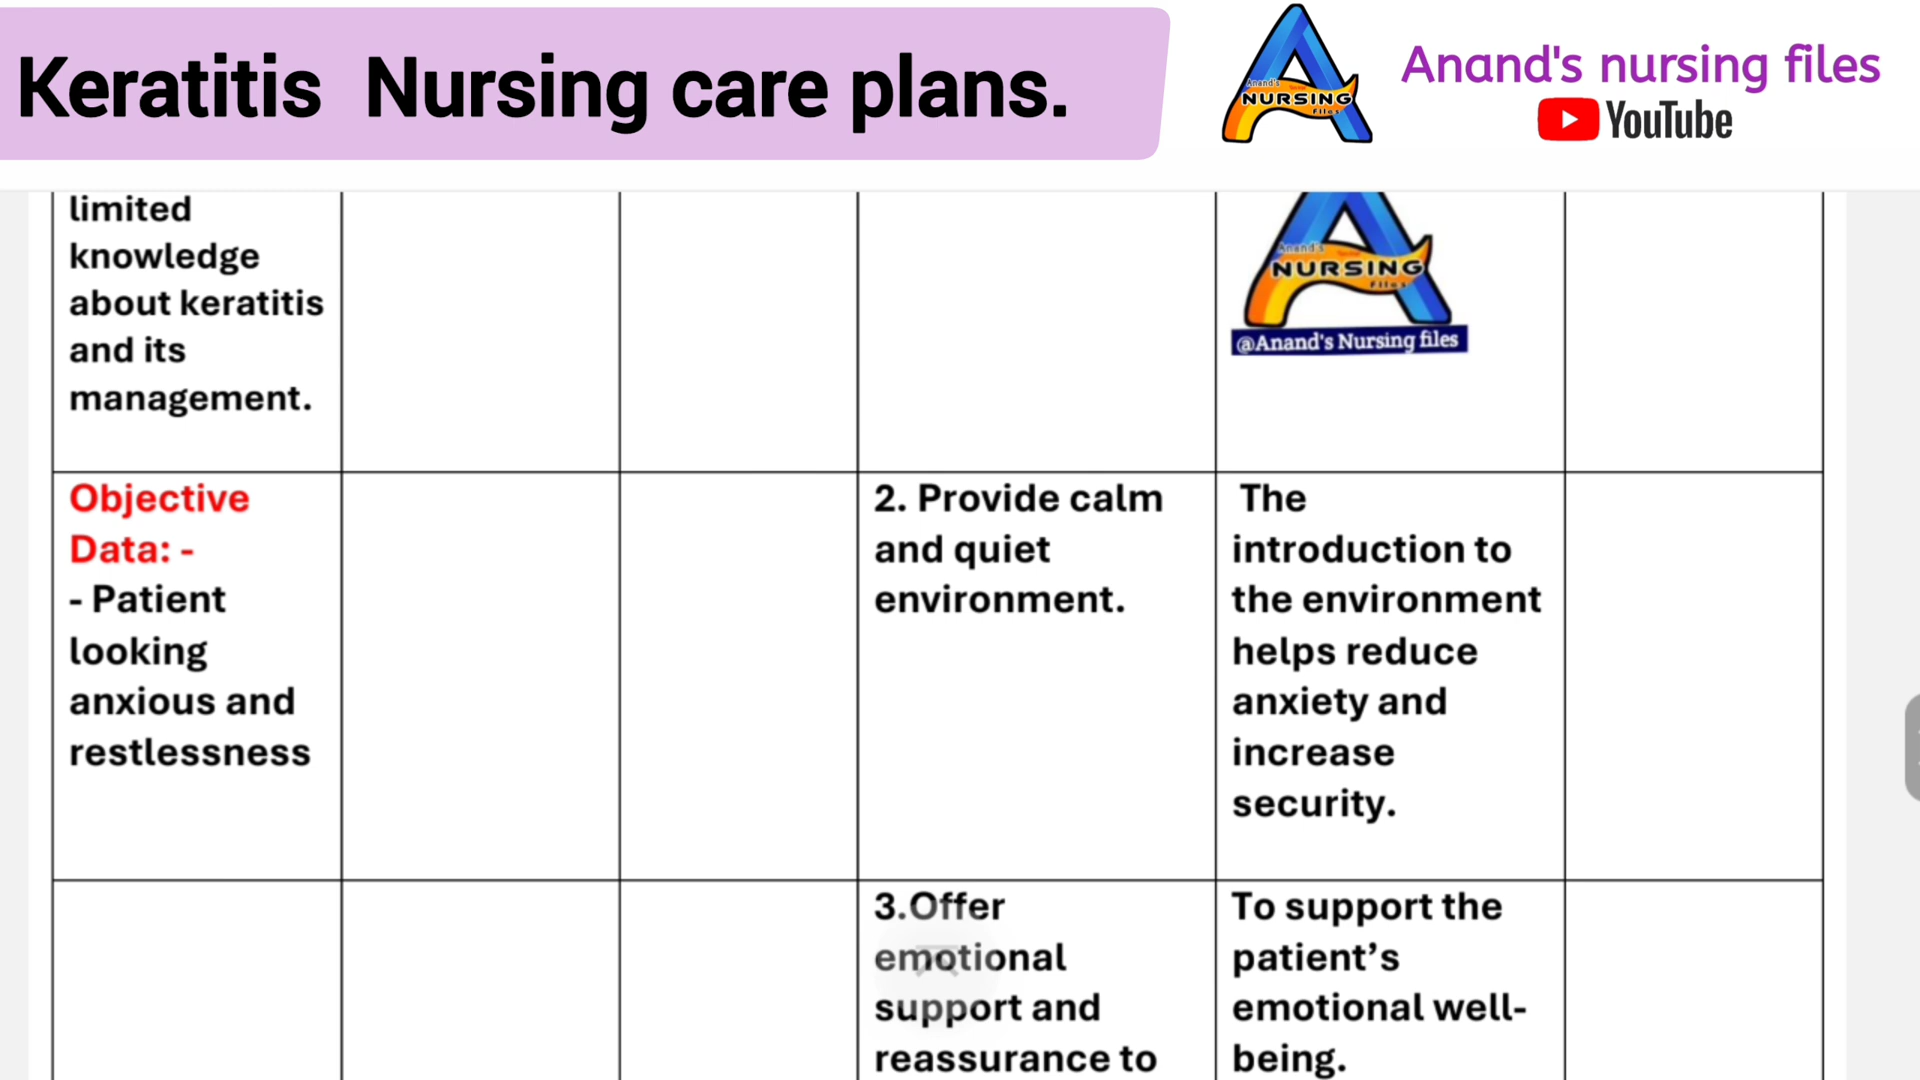 Keratitis Nursing care plans.
Anand's
NURSING
Files
Anand's nursing files
YouTube
limited
knowledge
about keratitis
and its
management.
Anand's
NURSING
Files
@Anand's Nursing files
Objective
Data: -
- Patient
looking
anxious and
restlessness
2. Provide calm
and quiet
environment.
The
introduction to
the environment
helps reduce
anxiety and
increase
security.
3.Offer
emotional
support and
reassurance to
To support the
patient’s
emotional well-
being.